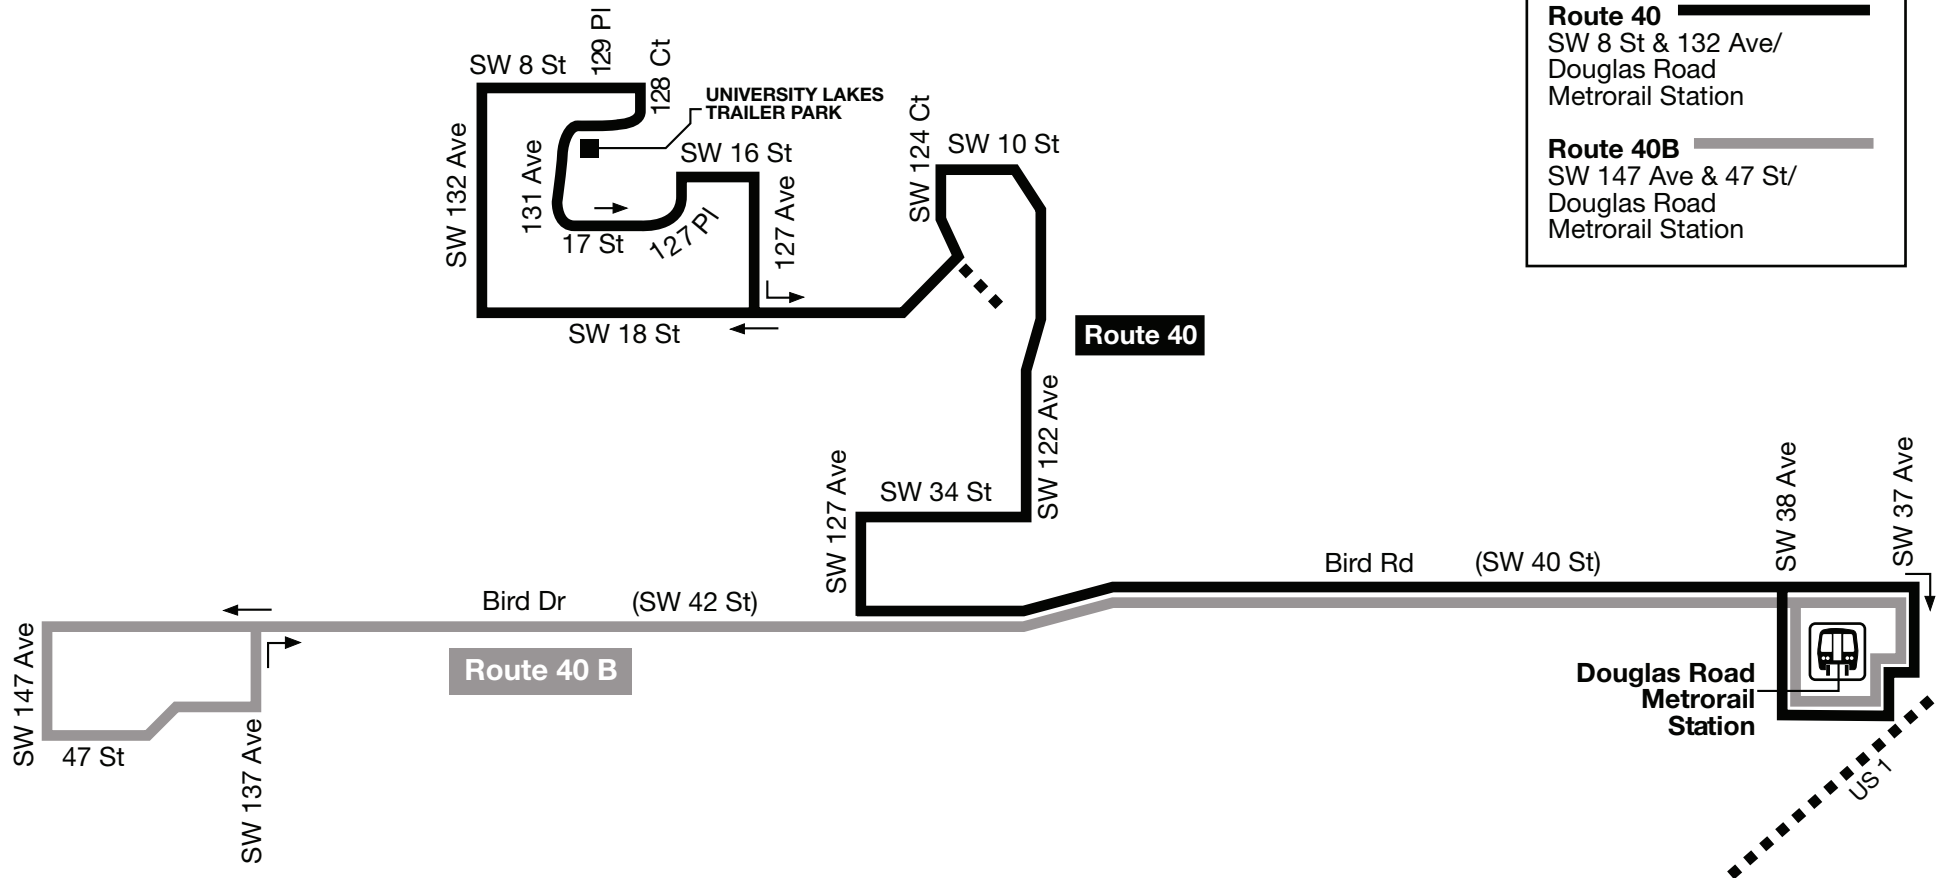 Route 40
SW 8 St & 132 Ave/
Douglas Road
Metrorail Station
Route 40B
SW 147 Ave & 47 St/
Douglas Road
Metrorail Station
SW 8 St
129 Pl
128 Ct
UNIVERSITY LAKES
TRAILER PARK
SW 132 Ave
131 Ave
SW 16 St
127 Ave
17 St
127 Pl
SW 18 St
SW 124 Ct
SW 10 St
Route 40
SW 122 Ave
SW 34 St
SW 127 Ave
Bird Rd (SW 40 St)
SW 38 Ave
SW 37 Ave
Bird Dr (SW 42 St)
Route 40 B
SW 147 Ave
47 St
SW 137 Ave
Douglas Road
Metrorail
Station
US 1